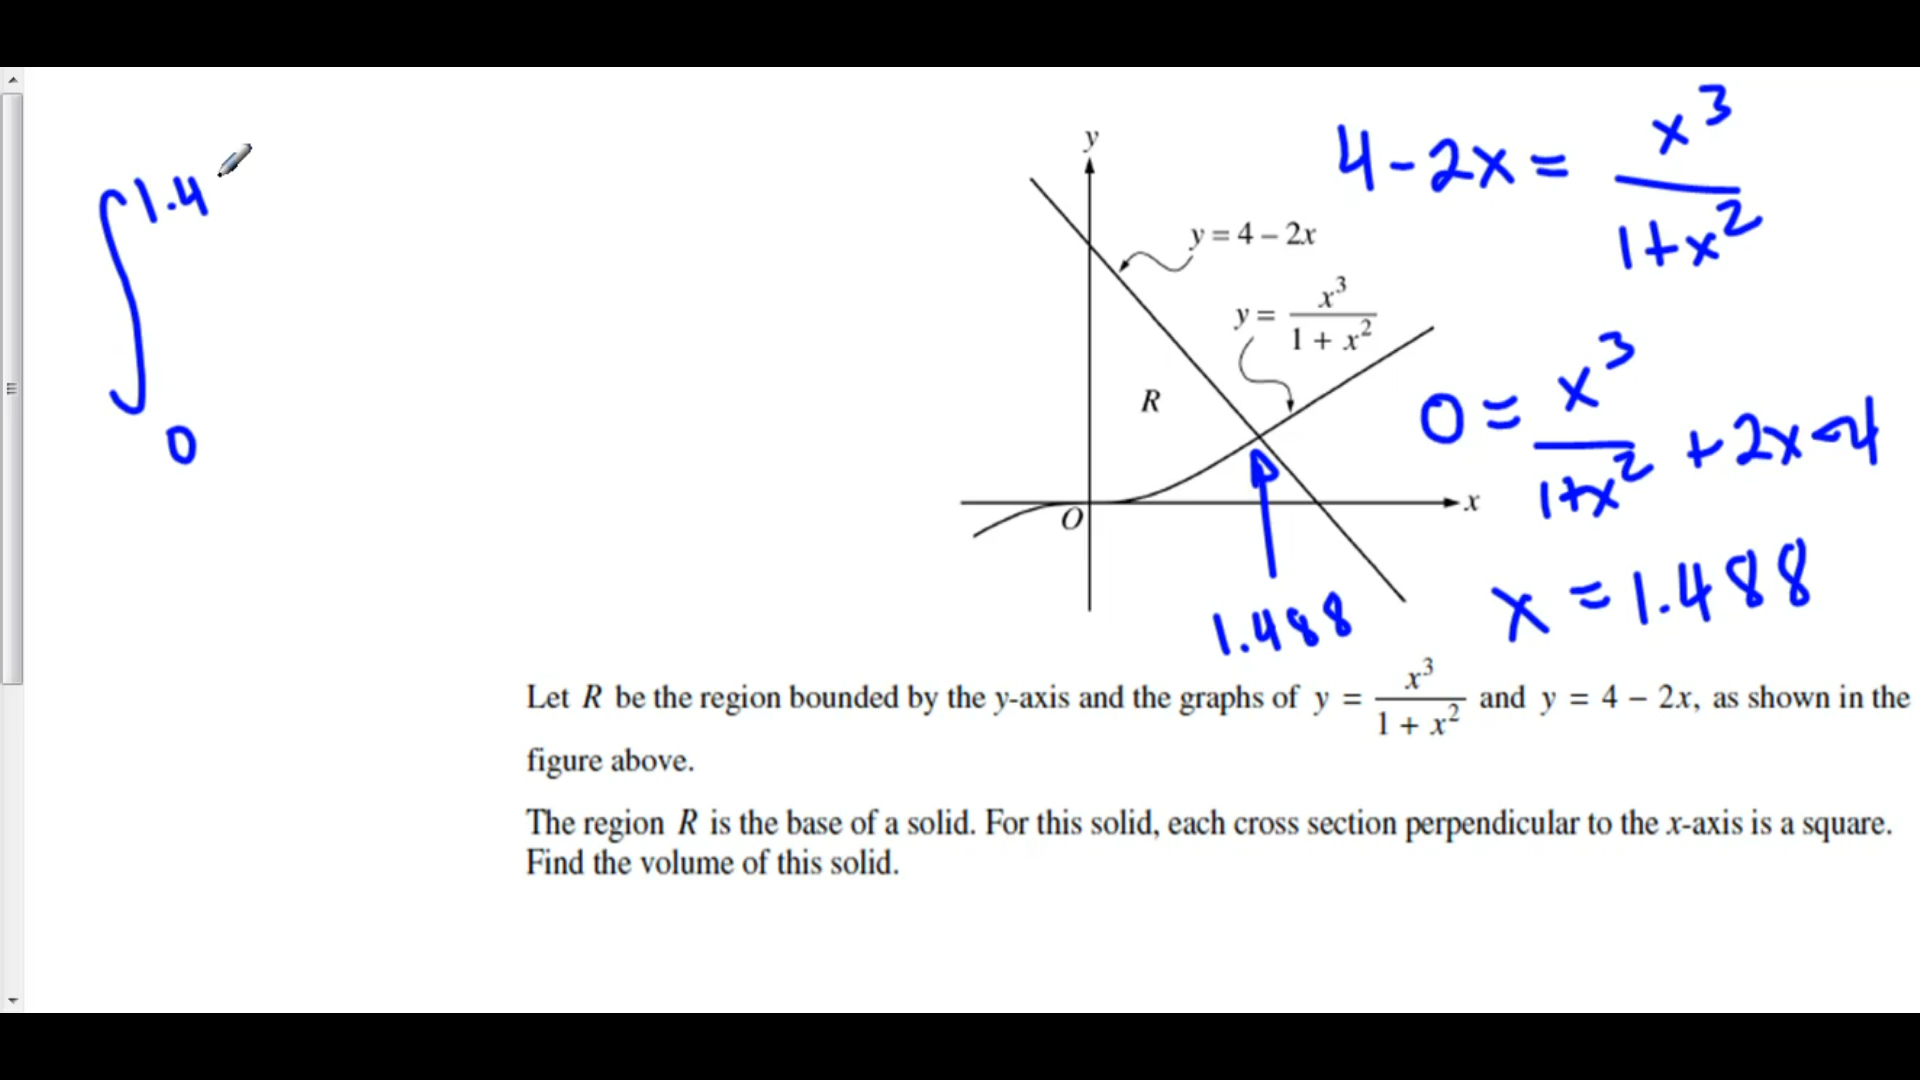 ∫ 1.4
0
y
y = 4 – 2x
y = x³ / (1 + x²)
R
O
x
4 - 2x = x³ / (1 + x²)
0 = x³ / (1 + x²) + 2x - 4
x = 1.488
1.488
Let R be the region bounded by the y-axis and the graphs of y = x³ / (1 + x²) and y = 4 – 2x, as shown in the
figure above.
The region R is the base of a solid. For this solid, each cross section perpendicular to the x-axis is a square.
Find the volume of this solid.